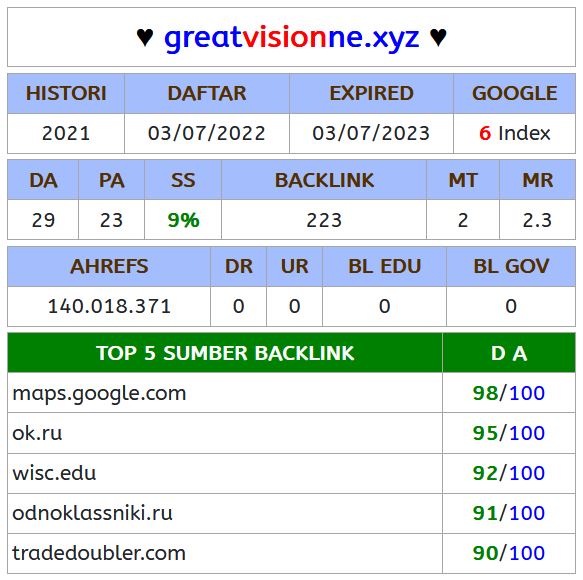 ♥ greatvisionne.xyz ♥
HISTORI DAFTAR EXPIRED GOOGLE
2021 03/07/2022 03/07/2023 6 Index
DA PA SS BACKLINK MT MR
29 23 9% 223 2 2.3
AHREFS DR UR BL EDU BL GOV
140.018.371 0 0 0 0
TOP 5 SUMBER BACKLINK D A
maps.google.com 98/100
ok.ru 95/100
wisc.edu 92/100
odnoklassniki.ru 91/100
tradedoubler.com 90/100